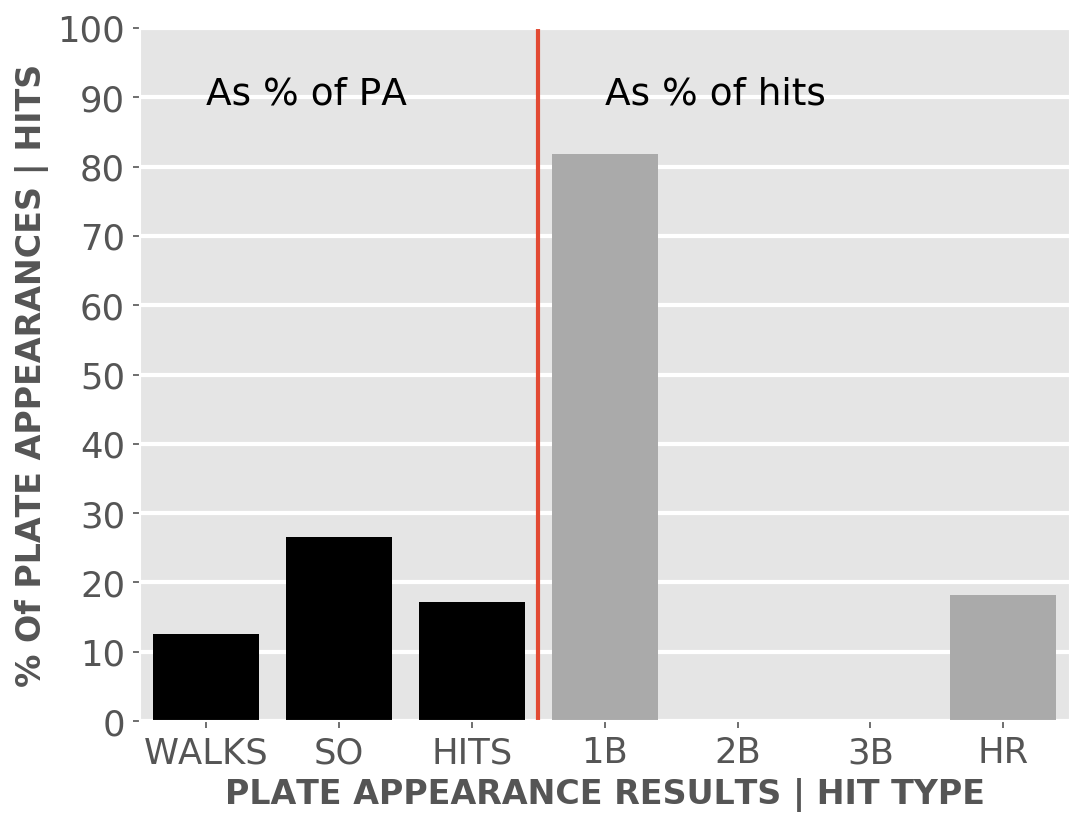 % Of PLATE APPEARANCES | HITS
100
90
80
70
60
50
40
30
20
10
0
As % of PA
As % of hits
WALKS SO HITS 1B 2B 3B HR
PLATE APPEARANCE RESULTS | HIT TYPE